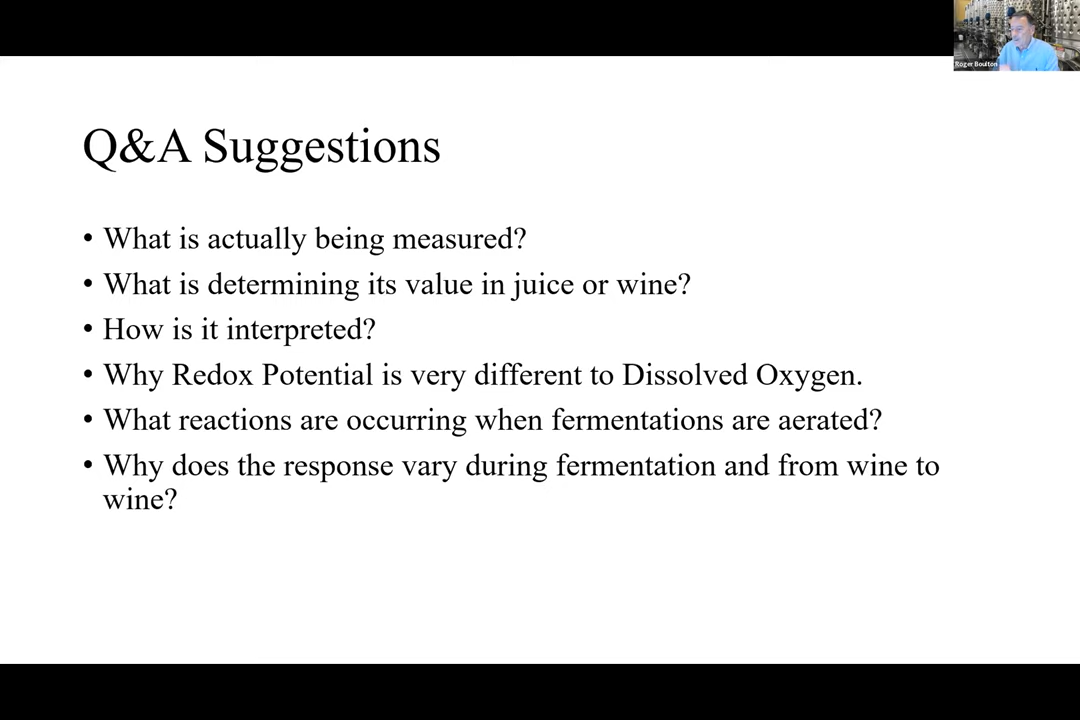 Roger Boulton
Q&A Suggestions
• What is actually being measured?
• What is determining its value in juice or wine?
• How is it interpreted?
• Why Redox Potential is very different to Dissolved Oxygen.
• What reactions are occurring when fermentations are aerated?
• Why does the response vary during fermentation and from wine to
wine?